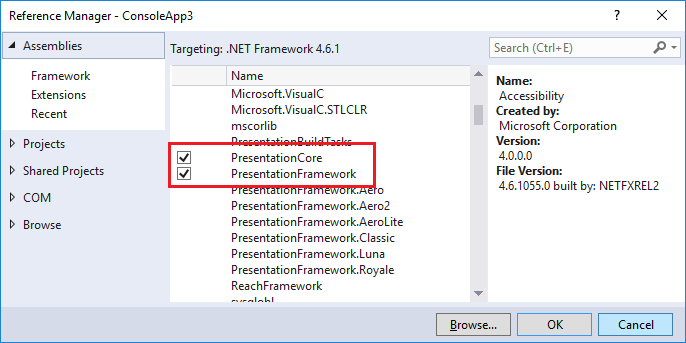 Reference Manager - ConsoleApp3
Assemblies
Framework
Extensions
Recent
Projects
Shared Projects
COM
Browse
Targeting: .NET Framework 4.6.1
Name
Microsoft.VisualC
Microsoft.VisualC.STLCLR
mscorlib
PresentationBuildTasks
PresentationCore
PresentationFramework
PresentationFramework.Aero
PresentationFramework.Aero2
PresentationFramework.AeroLite
PresentationFramework.Classic
PresentationFramework.Luna
PresentationFramework.Royale
ReachFramework
sysglobl
Search (Ctrl+E)
Name:
Accessibility
Created by:
Microsoft Corporation
Version:
4.0.0.0
File Version:
4.6.1055.0 built by: NETFXREL2
Browse...
OK
Cancel